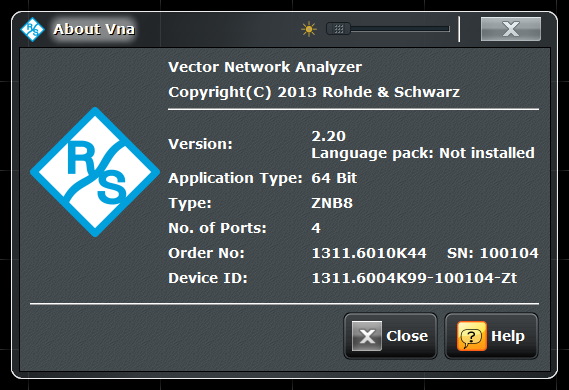 About Vna
Vector Network Analyzer
Copyright(C) 2013 Rohde & Schwarz
R S
Version: 2.20
Language pack: Not installed
Application Type: 64 Bit
Type: ZNB8
No. of Ports: 4
Order No: 1311.6010K44 SN: 100104
Device ID: 1311.6004K99-100104-Zt
Close Help